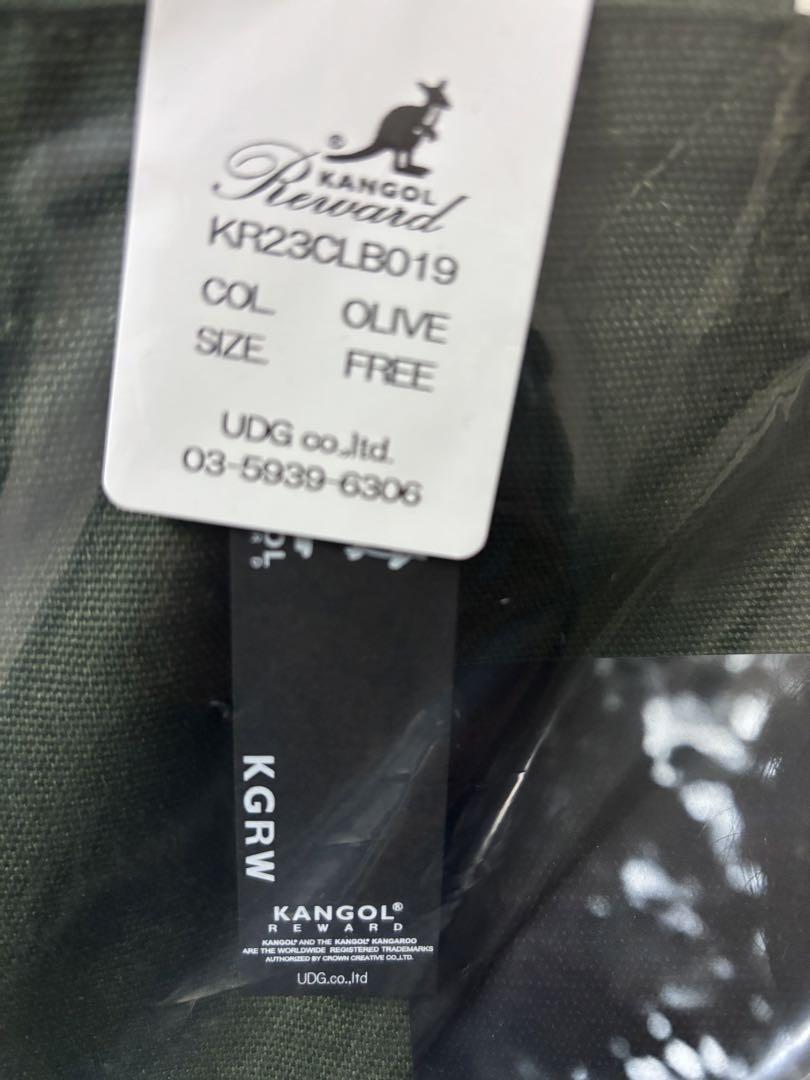 KANGOL
Reward
KR23CLB019
COL OLIVE
SIZE FREE
UDG co.,ltd.
03-5939-6306
KGRW
KANGOL®
REWARD
KANGOL® AND THE KANGOL® KANGAROO
ARE THE WORLDWIDE REGISTERED TRADEMARKS
AUTHORIZED BY CROWN CREATIVE CO.,LTD.
UDG.co.,ltd